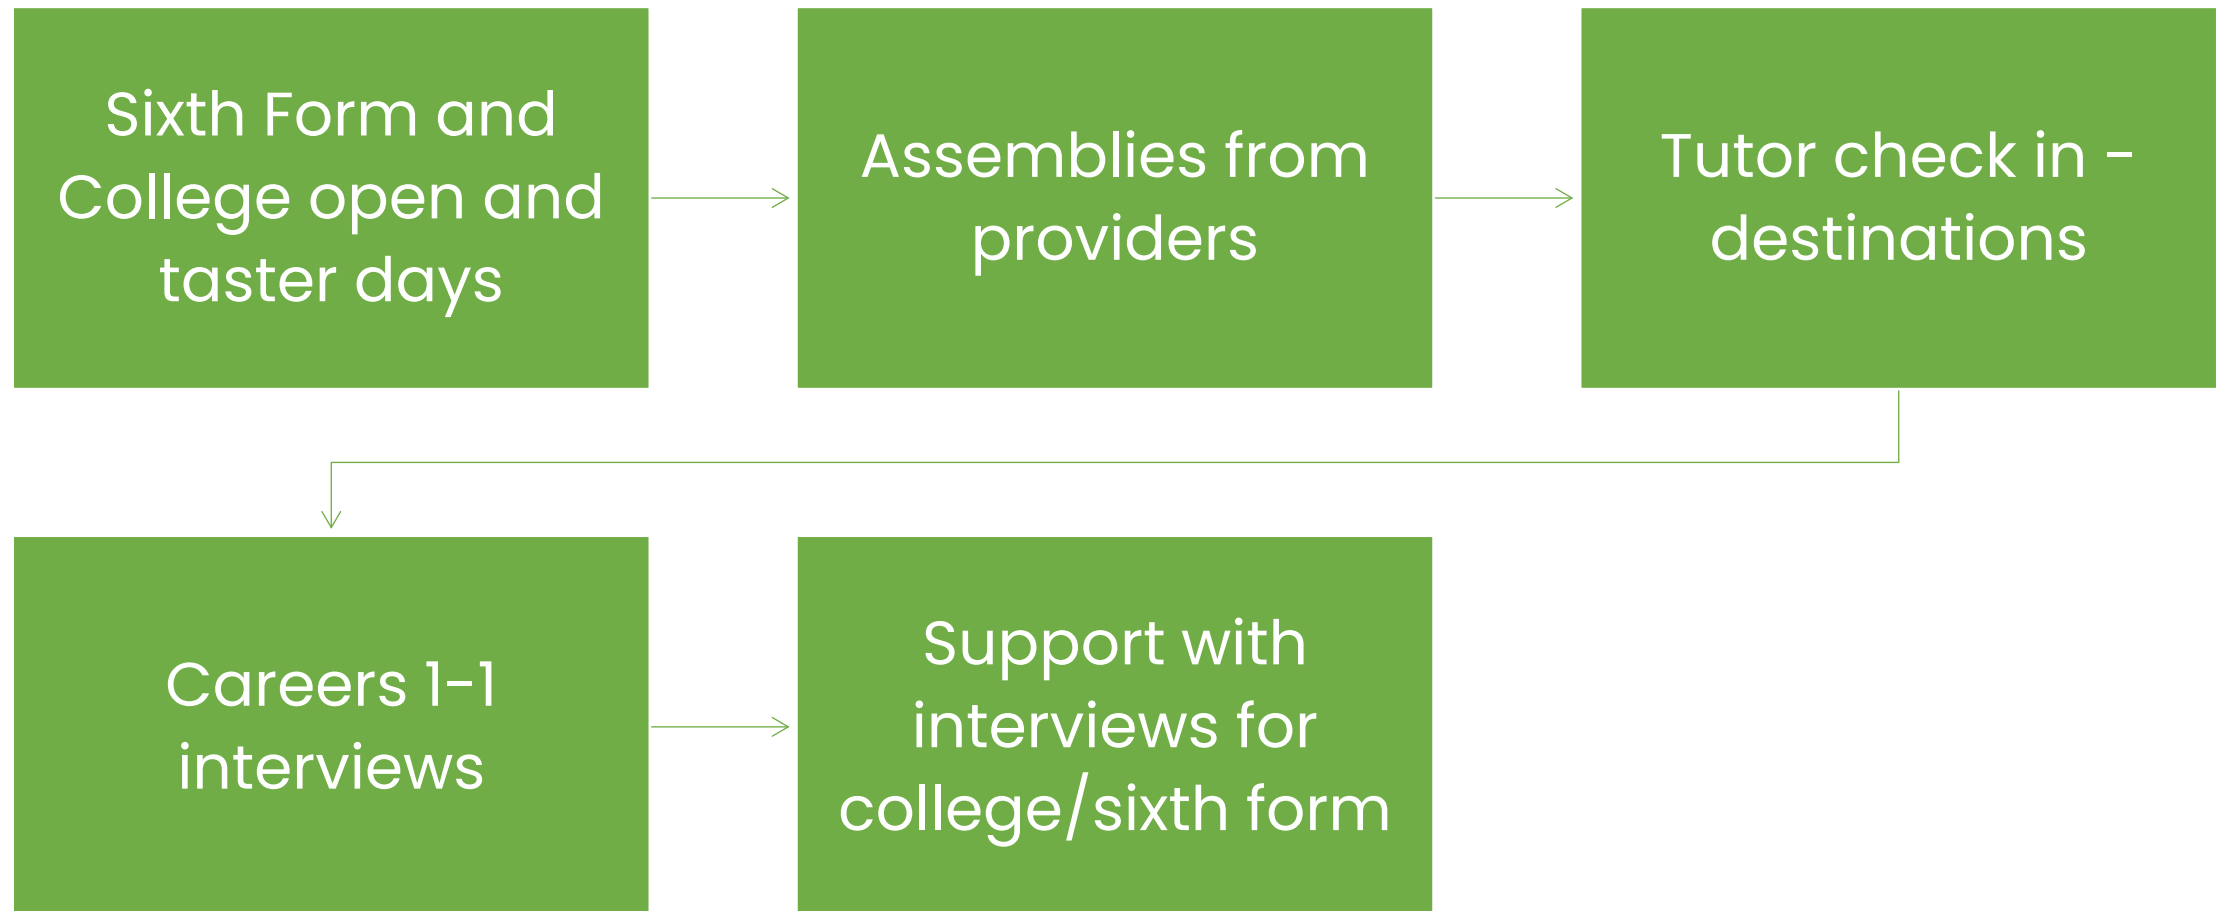 Sixth Form and
College open and
taster days
Assemblies from
providers
Tutor check in -
destinations
Careers 1-1
interviews
Support with
interviews for
college/sixth form